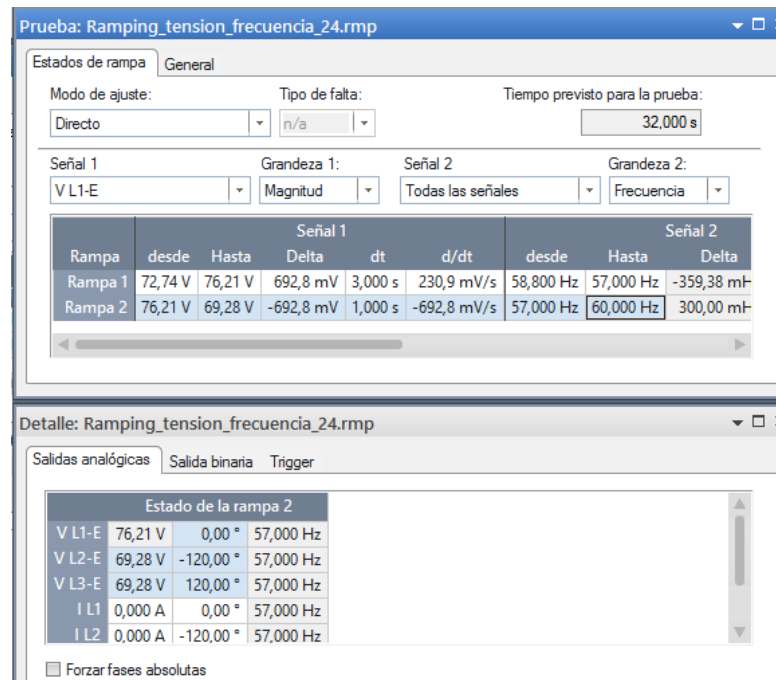 Prueba: Ramping_tension_frecuencia_24.rmp
Estados de rampa General
Modo de ajuste: Tipo de falta: Tiempo previsto para la prueba:
Directo n/a 32,000 s
Señal 1 Grandeza 1: Señal 2 Grandeza 2:
V L1-E Magnitud Todas las señales Frecuencia
Señal 1 Señal 2
Rampa desde Hasta Delta dt d/dt desde Hasta Delta
Rampa 1 72,74 V 76,21 V 692,8 mV 3,000 s 230,9 mV/s 58,800 Hz 57,000 Hz -359,38 mH
Rampa 2 76,21 V 69,28 V -692,8 mV 1,000 s -692,8 mV/s 57,000 Hz 60,000 Hz 300,00 mH
Detalle: Ramping_tension_frecuencia_24.rmp
Salidas analógicas Salida binaria Trigger
Estado de la rampa 2
V L1-E 76,21 V 0,00 ° 57,000 Hz
V L2-E 69,28 V -120,00 ° 57,000 Hz
V L3-E 69,28 V 120,00 ° 57,000 Hz
I L1 0,000 A 0,00 ° 57,000 Hz
I L2 0,000 A -120,00 ° 57,000 Hz
Forzar fases absolutas